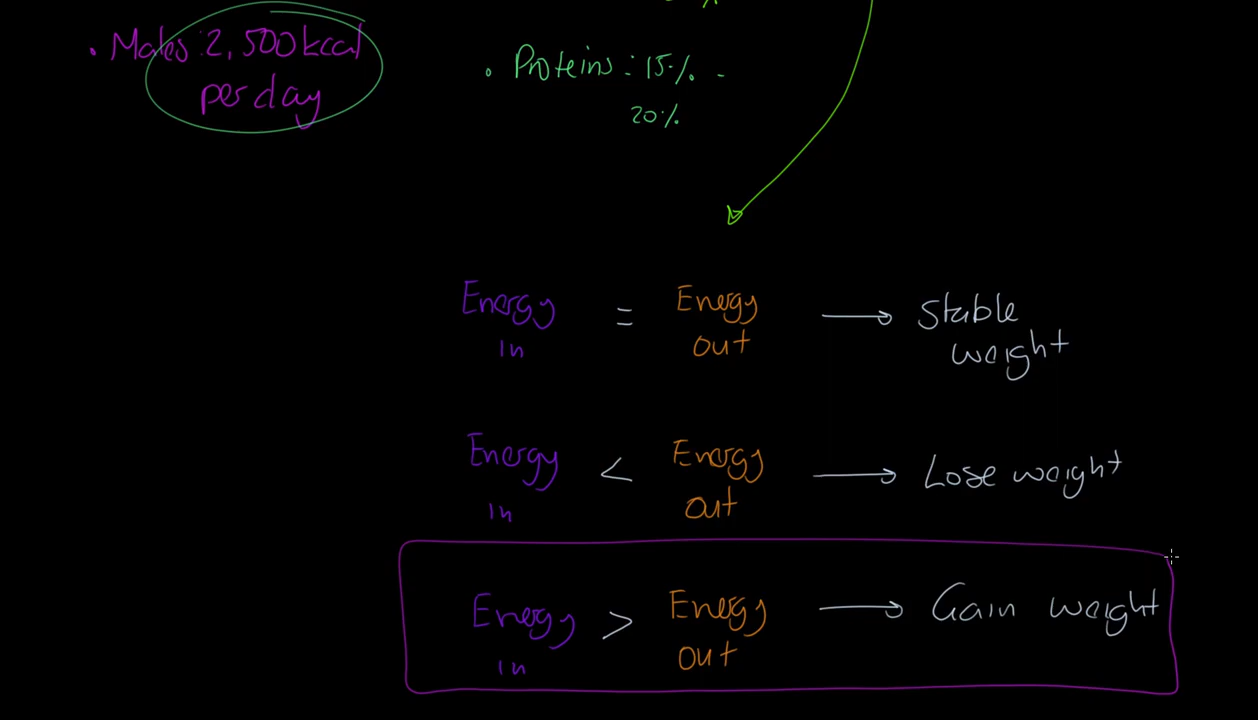 • Males: 2,500 kcal
per day
• Proteins: 15% -
20%
Energy in = Energy out → Stable weight
Energy in < Energy out → Lose weight
Energy in > Energy out → Gain weight